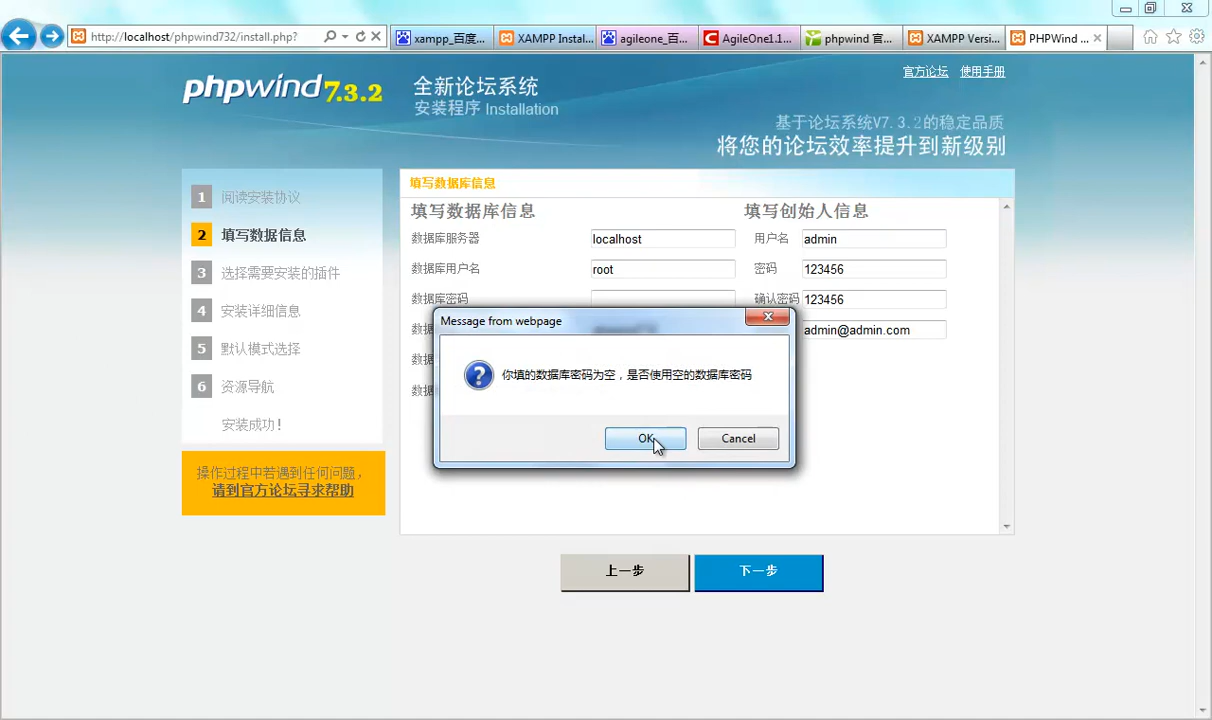 http://localhost/phpwind732/install.php?
xampp_百度...
XAMPP Instal...
agileone_百...
AgileOne1.1...
phpwind 官...
XAMPP Versi...
PHPWind ...
phpwind 7.3.2
全新论坛系统
安装程序 Installation
官方论坛 使用手册
基于论坛系统V7.3.2的稳定品质
将您的论坛效率提升到新级别
1 阅读安装协议
2 填写数据信息
3 选择需要安装的插件
4 安装详细信息
5 默认模式选择
6 资源导航
安装成功!
操作过程中若遇到任何问题,
请到官方论坛寻求帮助
填写数据库信息
填写数据库信息
数据库服务器 localhost
数据库用户名 root
数据库密码
数据
数据
数据
填写创始人信息
用户名 admin
密码 123456
确认密码 123456
admin@admin.com
Message from webpage
你填的数据库密码为空，是否使用空的数据库密码
OK
Cancel
上一步
下一步